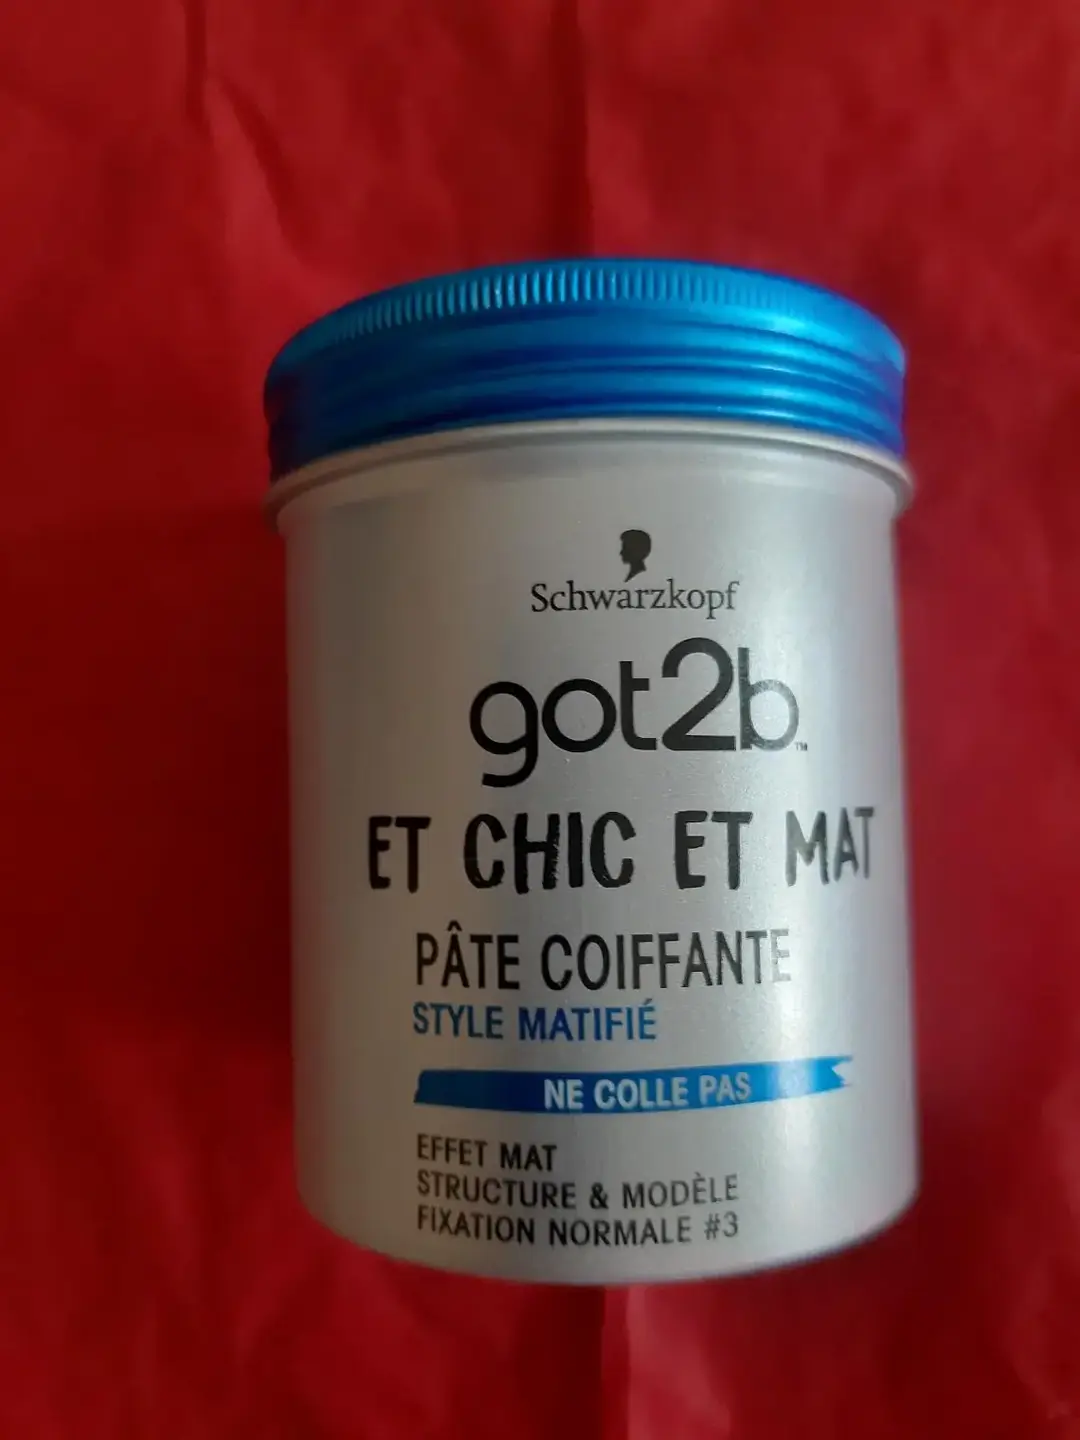 Schwarzkopf
got2b™
ET CHIC ET MAT
PÂTE COIFFANTE
STYLE MATIFIÉ
NE COLLE PAS
EFFET MAT
STRUCTURE & MODÈLE
FIXATION NORMALE #3